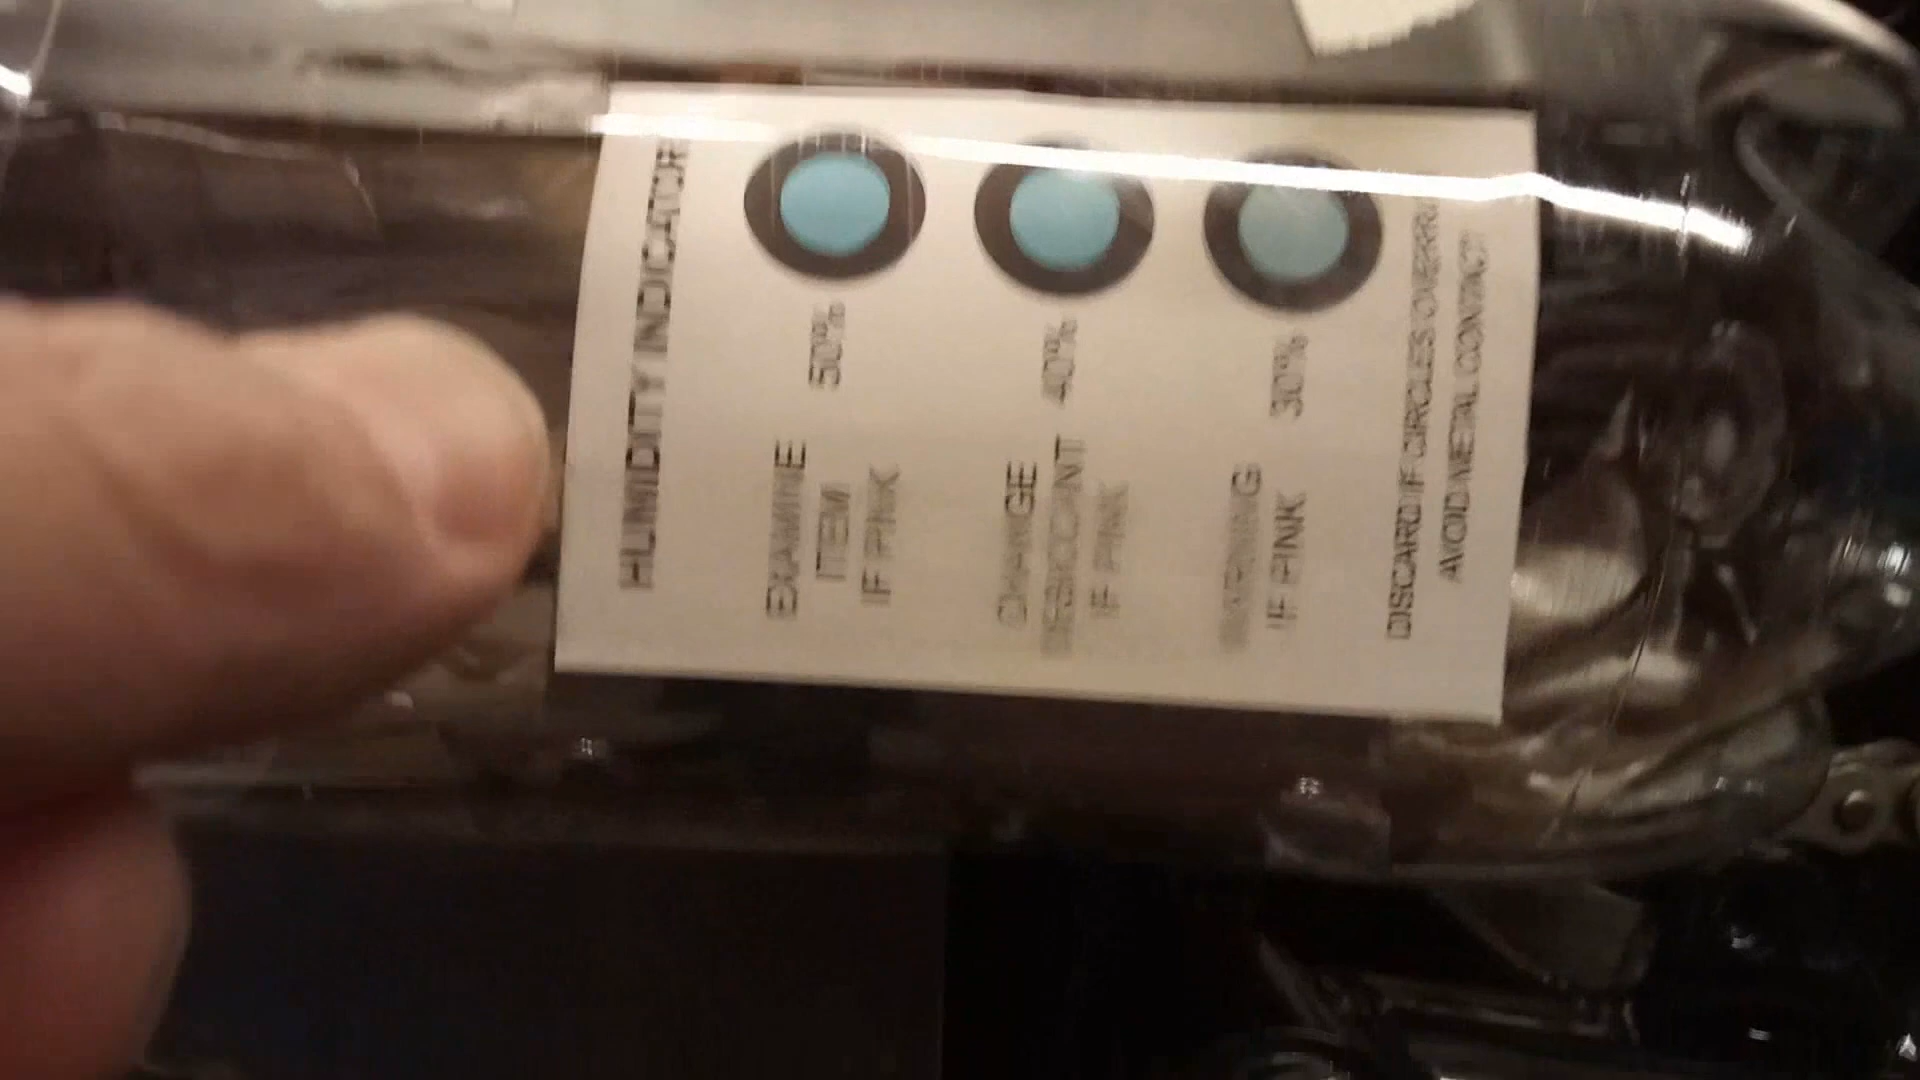 HUMIDITY INDICATOR
50%
EXAMINE
ITEM
IF PINK
40%
CHANGE
DESICCANT
IF PINK
30%
WARNING
IF PINK
DISCARD IF CIRCLES OVERRUN
AVOID METAL CONTACT